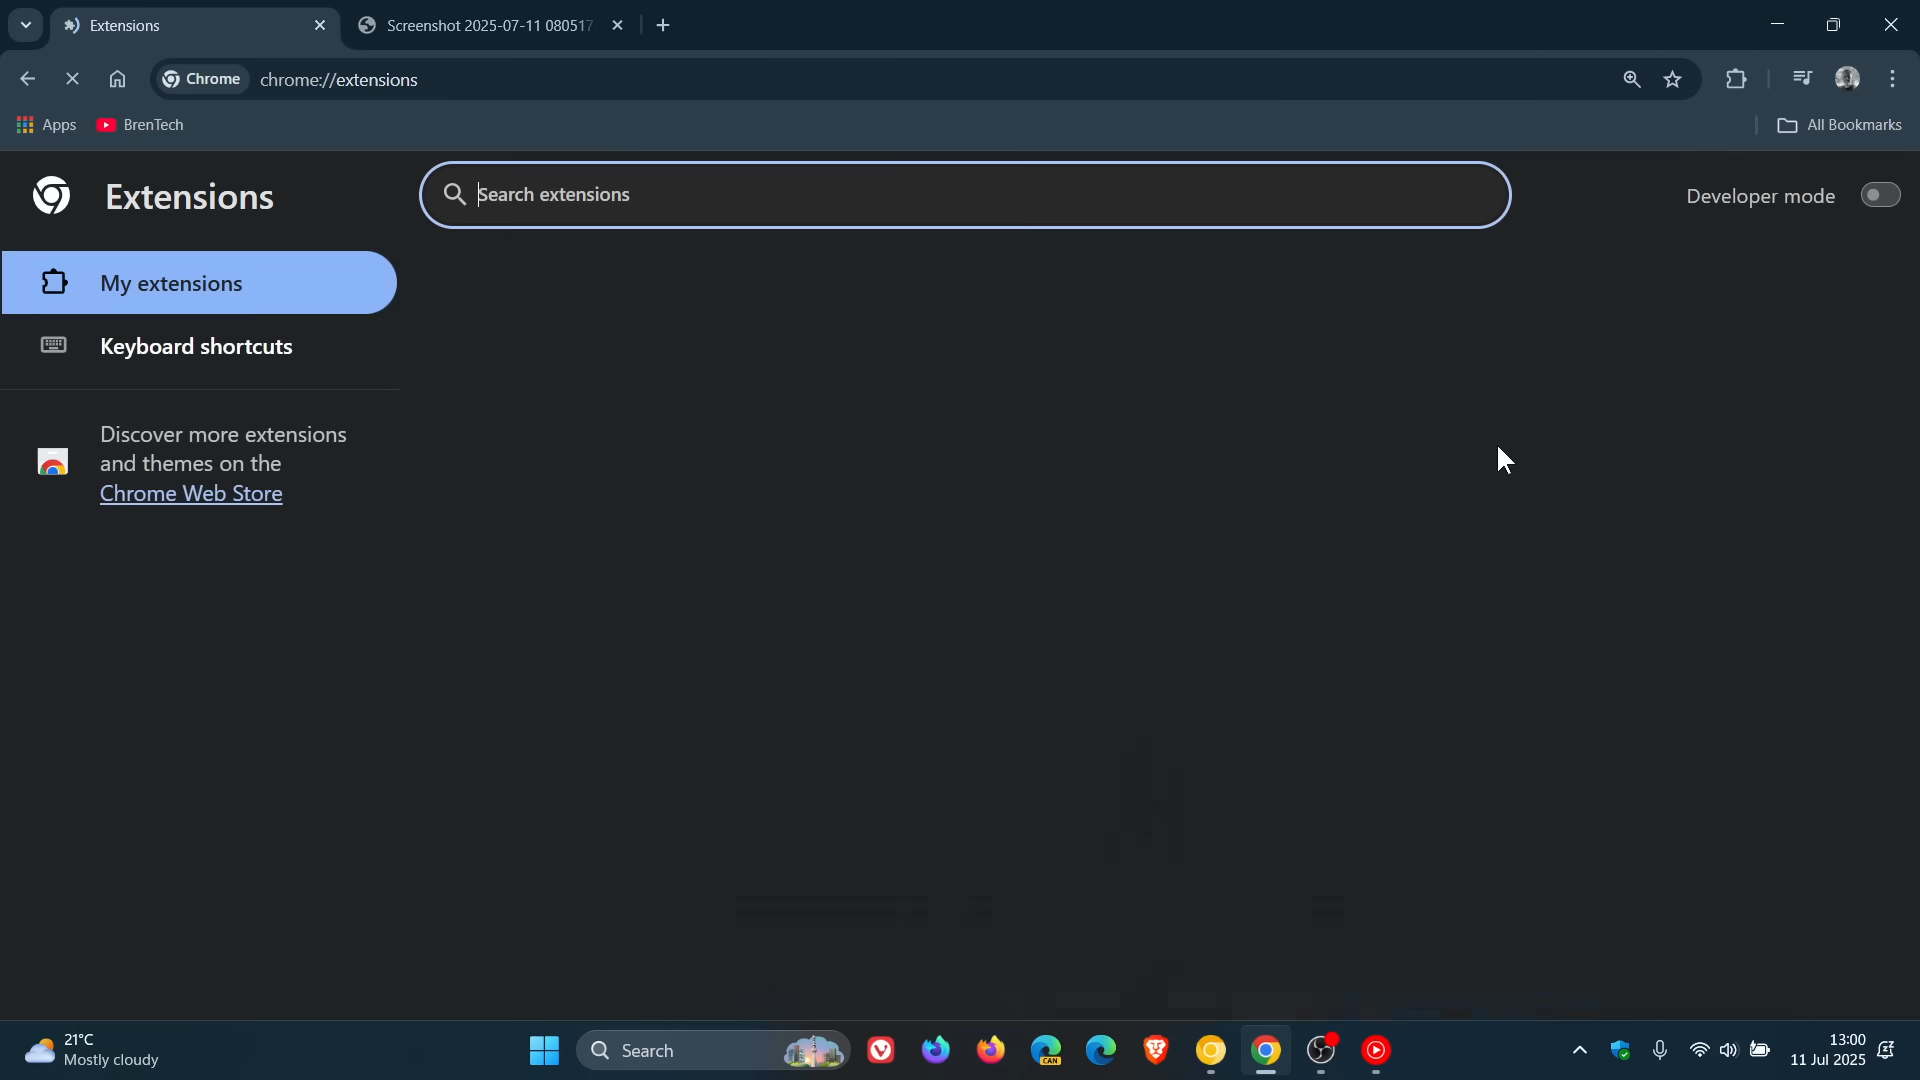 Extensions
Screenshot 2025-07-11 080517
Chrome
chrome://extensions
Apps
BrenTech
All Bookmarks
Extensions
Search extensions
Developer mode
My extensions
Keyboard shortcuts
Discover more extensions
and themes on the
Chrome Web Store
21°C
Mostly cloudy
Search
CAN
13:00
11 Jul 2025